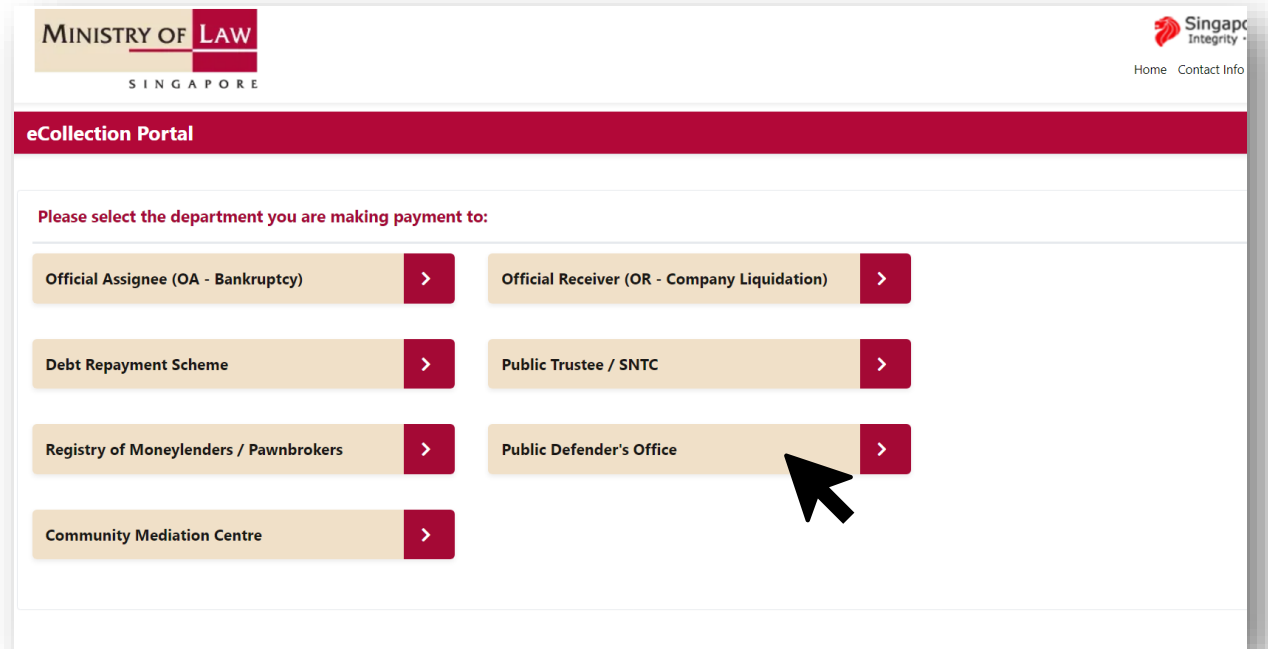 MINISTRY OF LAW
SINGAPORE
Integrity
Home Contact Info
eCollection Portal
Please select the department you are making payment to:
Official Assignee (OA - Bankruptcy)
Official Receiver (OR - Company Liquidation)
Debt Repayment Scheme
Public Trustee / SNTC
Registry of Moneylenders / Pawnbrokers
Public Defender's Office
Community Mediation Centre